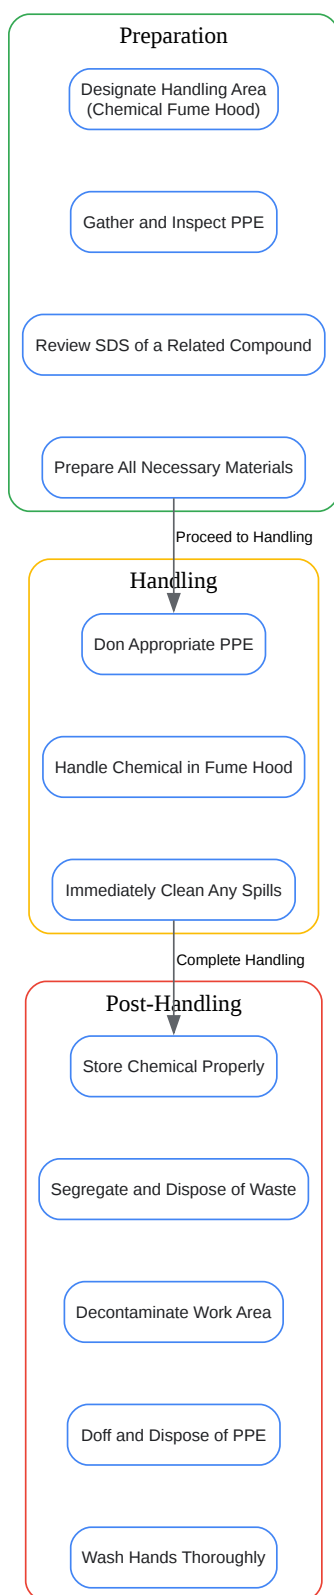 Preparation
Designate Handling Area
(Chemical Fume Hood)
Gather and Inspect PPE
Review SDS of a Related Compound
Prepare All Necessary Materials
Proceed to Handling
Handling
Don Appropriate PPE
Handle Chemical in Fume Hood
Immediately Clean Any Spills
Complete Handling
Post-Handling
Store Chemical Properly
Segregate and Dispose of Waste
Decontaminate Work Area
Doff and Dispose of PPE
Wash Hands Thoroughly